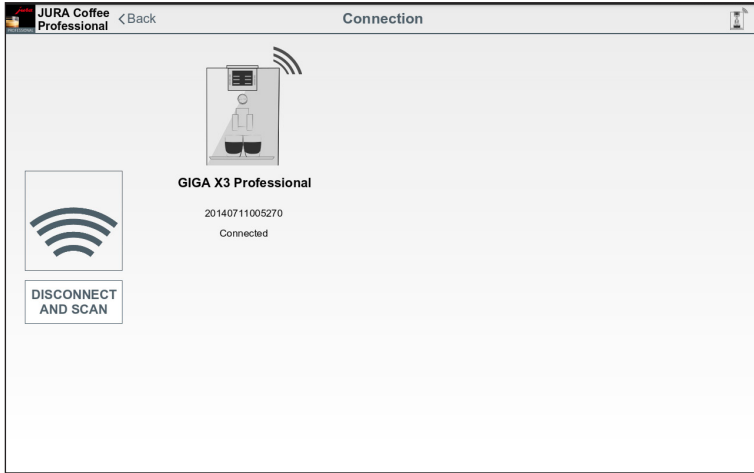 JURA Coffee
Professional
Back
Connection
GIGA X3 Professional
20140711005270
Connected
DISCONNECT
AND SCAN